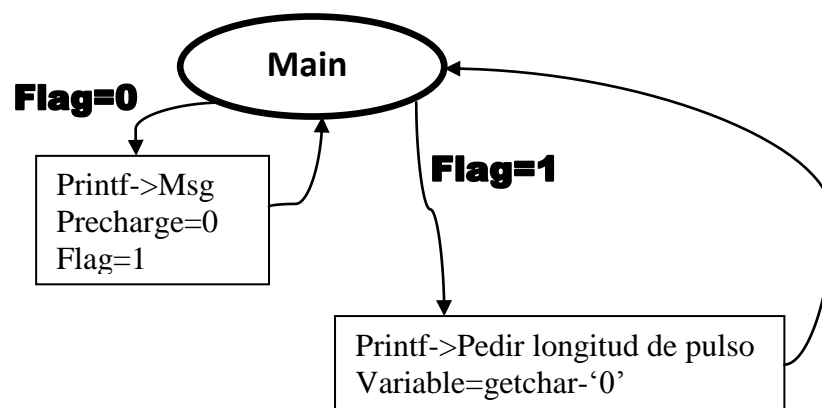 Main
Flag=0
Printf->Msg
Precharge=0
Flag=1
Flag=1
Printf->Pedir longitud de pulso
Variable=getchar-‘0’